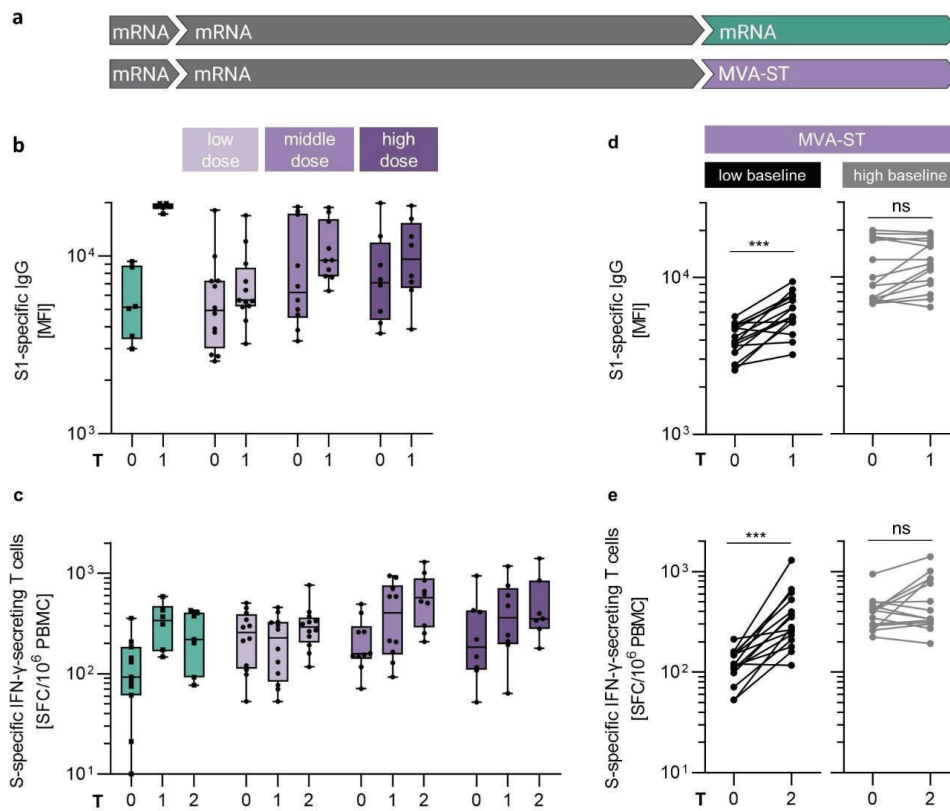 a
mRNA mRNA mRNA
mRNA mRNA MVA-ST
b
low dose
middle dose
high dose
S1-specific IgG
[MFI]
10⁴
10³
T 0 1 0 1 0 1 0 1
c
S-specific IFN-γ-secreting T cells
[SFC/10⁶ PBMC]
10³
10²
10¹
T 0 1 2 0 1 2 0 1 2 0 1 2
d
MVA-ST
low baseline
high baseline
S1-specific IgG
[MFI]
10⁴
10³
***
ns
T 0 1 0 1
e
S-specific IFN-γ-secreting T cells
[SFC/10⁶ PBMC]
10³
10²
10¹
***
ns
T 0 2 0 2